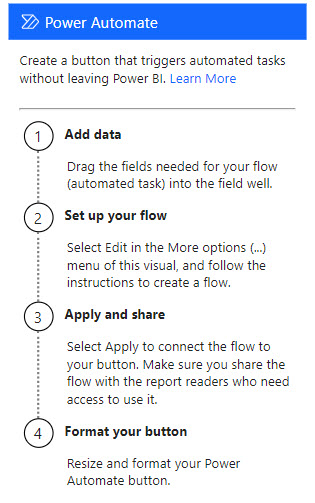 Power Automate
Create a button that triggers automated tasks
without leaving Power BI. Learn More
1 Add data
Drag the fields needed for your flow
(automated task) into the field well.
2 Set up your flow
Select Edit in the More options (...)
menu of this visual, and follow the
instructions to create a flow.
3 Apply and share
Select Apply to connect the flow to
your button. Make sure you share the
flow with the report readers who need
access to use it.
4 Format your button
Resize and format your Power
Automate button.